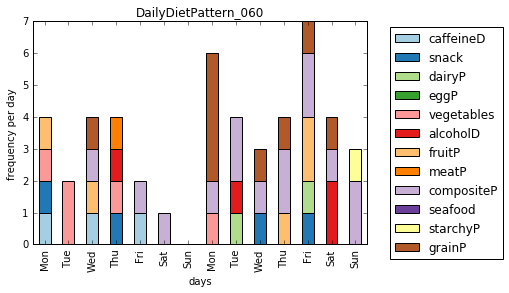 DailyDietPattern_060
frequency per day
7
6
5
4
3
2
1
0
Mon Tue Wed Thu Fri Sat Sun Mon Tue Wed Thu Fri Sat Sun
days
caffeineD
snack
dairyP
eggP
vegetables
alcoholD
fruitP
meatP
compositeP
seafood
starchyP
grainP